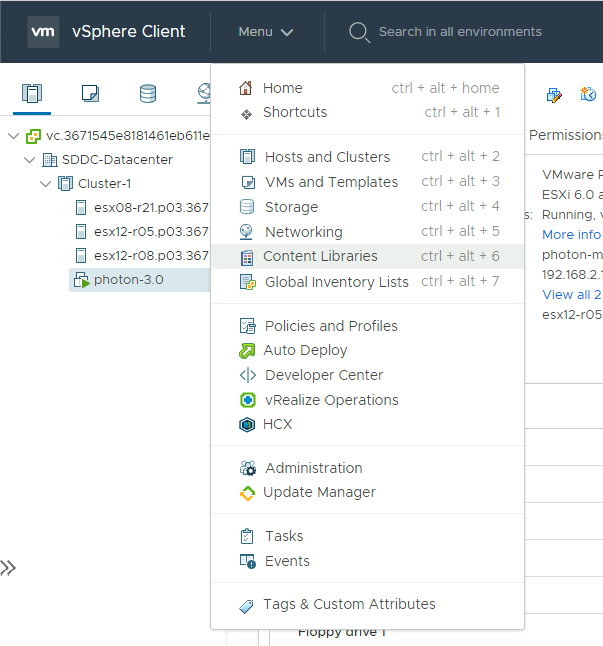 vm vSphere Client Menu Search in all environments
Home ctrl + alt + home
Shortcuts ctrl + alt + 1
Hosts and Clusters ctrl + alt + 2
VMs and Templates ctrl + alt + 3
Storage ctrl + alt + 4
Networking ctrl + alt + 5
Content Libraries ctrl + alt + 6
Global Inventory Lists ctrl + alt + 7
Policies and Profiles
Auto Deploy
Developer Center
vRealize Operations
HCX
Administration
Update Manager
Tasks
Events
Tags & Custom Attributes
vc.3671545e8181461eb611e
SDDC-Datacenter
Cluster-1
esx08-r21.p03.367
esx12-r05.p03.367
esx12-r08.p03.367
photon-3.0
Permissions
VMware P
ESXi 6.0 a
s: Running, v
More info
photon-m
192.168.2.1
View all 2
esx12-r05
Floppy drive 1